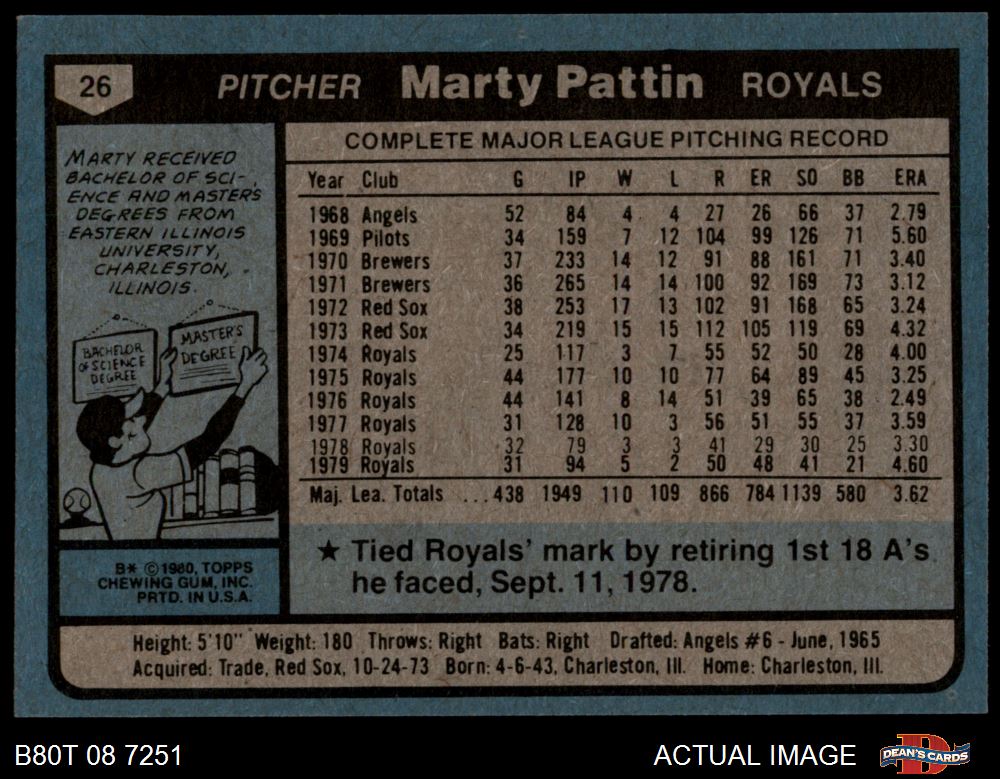 26 PITCHER Marty Pattin ROYALS
MARTY RECEIVED
BACHELOR OF SCI-
ENCE AND MASTERS
DEGREES FROM
EASTERN ILLINOIS
UNIVERSITY,
CHARLESTON,
ILLINOIS.
BACHELOR
OF SCIENCE
DEGREE
MASTER'S
DEGREE
B* © 1980, TOPPS
CHEWING GUM, INC.
PRTD. IN U.S.A.
COMPLETE MAJOR LEAGUE PITCHING RECORD
Year Club G IP W L R ER SO BB ERA
1968 Angels 52 84 4 4 27 26 66 37 2.79
1969 Pilots 34 159 7 12 104 99 126 71 5.60
1970 Brewers 37 233 14 12 91 88 161 71 3.40
1971 Brewers 36 265 14 14 100 92 169 73 3.12
1972 Red Sox 38 253 17 13 102 91 168 65 3.24
1973 Red Sox 34 219 15 15 112 105 119 69 4.32
1974 Royals 25 117 3 7 55 52 50 28 4.00
1975 Royals 44 177 10 10 77 64 89 45 3.25
1976 Royals 44 141 8 14 51 39 65 38 2.49
1977 Royals 31 128 10 3 56 51 55 37 3.59
1978 Royals 32 79 3 3 41 29 30 25 3.30
1979 Royals 31 94 5 2 50 48 41 21 4.60
Maj. Lea. Totals ...438 1949 110 109 866 784 1139 580 3.62
★ Tied Royals' mark by retiring 1st 18 A's
he faced, Sept. 11, 1978.
Height: 5'10" Weight: 180 Throws: Right Bats: Right Drafted: Angels #6 - June, 1965
Acquired: Trade, Red Sox, 10-24-73 Born: 4-6-43, Charleston, Ill. Home: Charleston, Ill.
B80T 08 7251 ACTUAL IMAGE DEAN'S CARDS